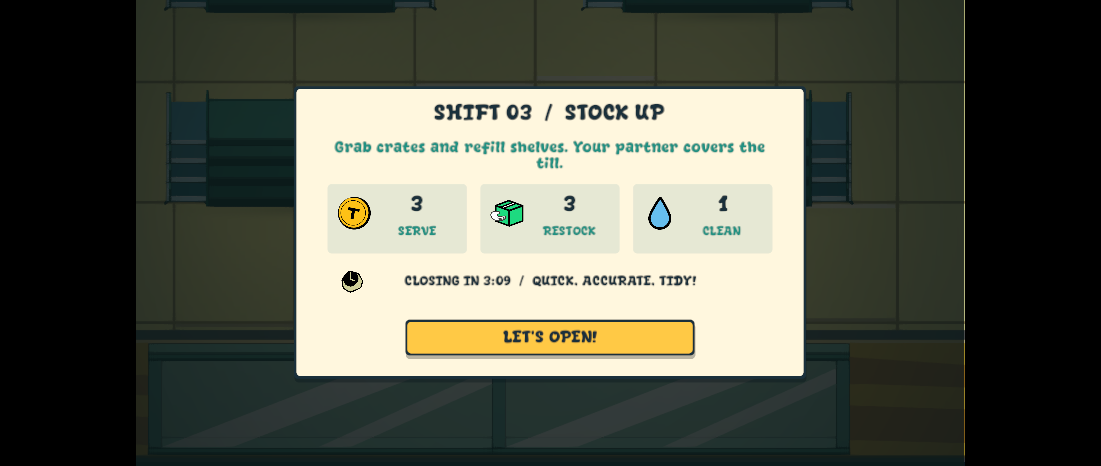 SHIFT 03 / STOCK UP
Grab crates and refill shelves. Your partner covers the
till.
3
SERVE
3
RESTOCK
1
CLEAN
CLOSING IN 3:09 / QUICK, ACCURATE, TIDY!
LET'S OPEN!